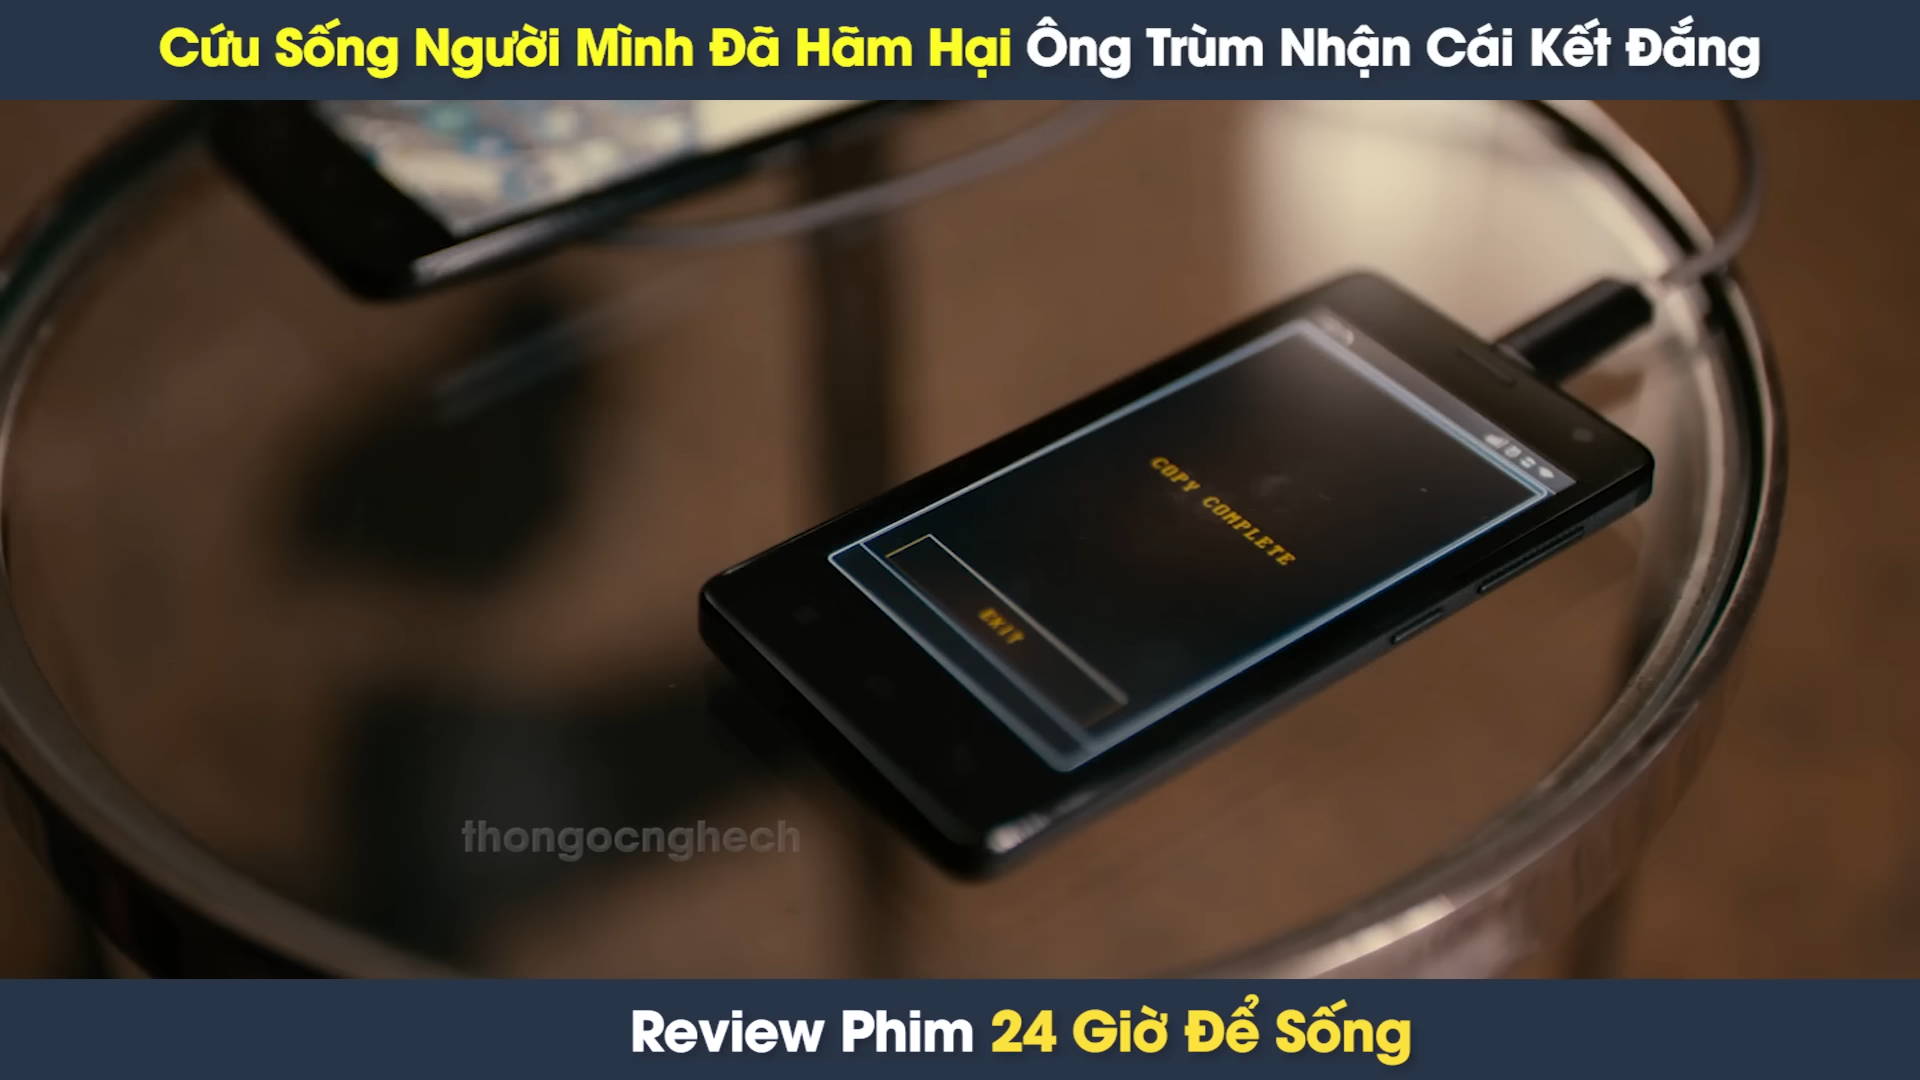 Cứu Sống Người Mình Đã Hãm Hại Ông Trùm Nhận Cái Kết Đắng
COPY COMPLETE
EXIT
thongocnghech
Review Phim 24 Giờ Để Sống